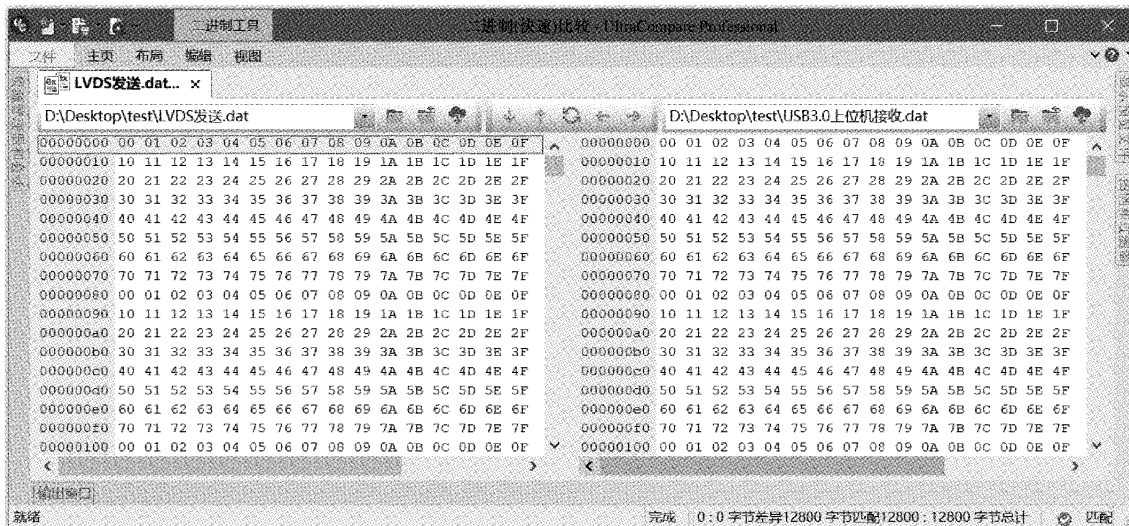 二进制工具
二进制(快速)比较 - UltraCompare Professional
文件 主页 布局 编辑 视图
LVDS发送.dat... ×
D:\Desktop\test\LVDS发送.dat
D:\Desktop\test\USB3.0上位机接收.dat
00000000 00 01 02 03 04 05 06 07 08 09 0A 0B 0C 0D 0E 0F 00000000 00 01 02 03 04 05 06 07 08 09 0A 0B 0C 0D 0E 0F
00000010 10 11 12 13 14 15 16 17 18 19 1A 1B 1C 1D 1E 1F 00000010 10 11 12 13 14 15 16 17 18 19 1A 1B 1C 1D 1E 1F
00000020 20 21 22 23 24 25 26 27 28 29 2A 2B 2C 2D 2E 2F 00000020 20 21 22 23 24 25 26 27 28 29 2A 2B 2C 2D 2E 2F
00000030 30 31 32 33 34 35 36 37 38 39 3A 3B 3C 3D 3E 3F 00000030 30 31 32 33 34 35 36 37 38 39 3A 3B 3C 3D 3E 3F
00000040 40 41 42 43 44 45 46 47 48 49 4A 4B 4C 4D 4E 4F 00000040 40 41 42 43 44 45 46 47 48 49 4A 4B 4C 4D 4E 4F
00000050 50 51 52 53 54 55 56 57 58 59 5A 5B 5C 5D 5E 5F 00000050 50 51 52 53 54 55 56 57 58 59 5A 5B 5C 5D 5E 5F
00000060 60 61 62 63 64 65 66 67 68 69 6A 6B 6C 6D 6E 6F 00000060 60 61 62 63 64 65 66 67 68 69 6A 6B 6C 6D 6E 6F
00000070 70 71 72 73 74 75 76 77 78 79 7A 7B 7C 7D 7E 7F 00000070 70 71 72 73 74 75 76 77 78 79 7A 7B 7C 7D 7E 7F
00000080 00 01 02 03 04 05 06 07 08 09 0A 0B 0C 0D 0E 0F 00000080 00 01 02 03 04 05 06 07 08 09 0A 0B 0C 0D 0E 0F
00000090 10 11 12 13 14 15 16 17 18 19 1A 1B 1C 1D 1E 1F 00000090 10 11 12 13 14 15 16 17 18 19 1A 1B 1C 1D 1E 1F
000000a0 20 21 22 23 24 25 26 27 28 29 2A 2B 2C 2D 2E 2F 000000a0 20 21 22 23 24 25 26 27 28 29 2A 2B 2C 2D 2E 2F
000000b0 30 31 32 33 34 35 36 37 38 39 3A 3B 3C 3D 3E 3F 000000b0 30 31 32 33 34 35 36 37 38 39 3A 3B 3C 3D 3E 3F
000000c0 40 41 42 43 44 45 46 47 48 49 4A 4B 4C 4D 4E 4F 000000c0 40 41 42 43 44 45 46 47 48 49 4A 4B 4C 4D 4E 4F
000000d0 50 51 52 53 54 55 56 57 58 59 5A 5B 5C 5D 5E 5F 000000d0 50 51 52 53 54 55 56 57 58 59 5A 5B 5C 5D 5E 5F
000000e0 60 61 62 63 64 65 66 67 68 69 6A 6B 6C 6D 6E 6F 000000e0 60 61 62 63 64 65 66 67 68 69 6A 6B 6C 6D 6E 6F
000000f0 70 71 72 73 74 75 76 77 78 79 7A 7B 7C 7D 7E 7F 000000f0 70 71 72 73 74 75 76 77 78 79 7A 7B 7C 7D 7E 7F
00000100 00 01 02 03 04 05 06 07 08 09 0A 0B 0C 0D 0E 0F 00000100 00 01 02 03 04 05 06 07 08 09 0A 0B 0C 0D 0E 0F
输出窗口
就绪 完成 0 : 0 字节差异12800 字节匹配12800 : 12800 字节总计 匹配